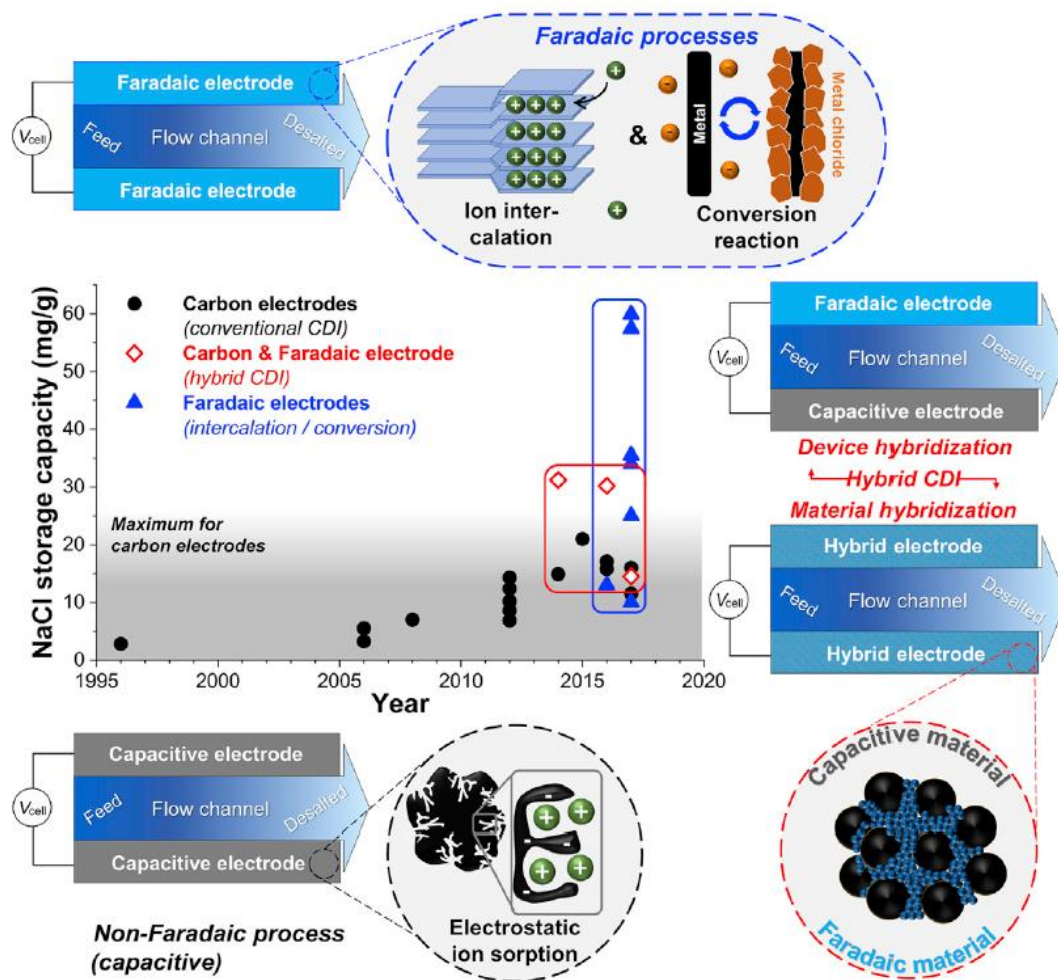 Faradaic processes
Faradaic electrode
Vcell
Feed
Flow channel
Desalted
Faradaic electrode
&
Metal
Metal chloride
Ion inter-
calation
Conversion
reaction
NaCl storage capacity (mg/g)
60
50
40
30
20
10
0
Carbon electrodes
(conventional CDI)
Carbon & Faradaic electrode
(hybrid CDI)
Faradaic electrodes
(intercalation / conversion)
Maximum for
carbon electrodes
1995 2000 2005 2010 2015 2020
Year
Faradaic electrode
Vcell
Feed
Flow channel
Desalted
Capacitive electrode
Device hybridization
Hybrid CDI
Material hybridization
Hybrid electrode
Vcell
Feed
Flow channel
Desalted
Hybrid electrode
Capacitive electrode
Vcell
Feed
Flow channel
Desalted
Capacitive electrode
Non-Faradaic process
(capacitive)
Electrostatic
ion sorption
Capacitive material
Faradaic material